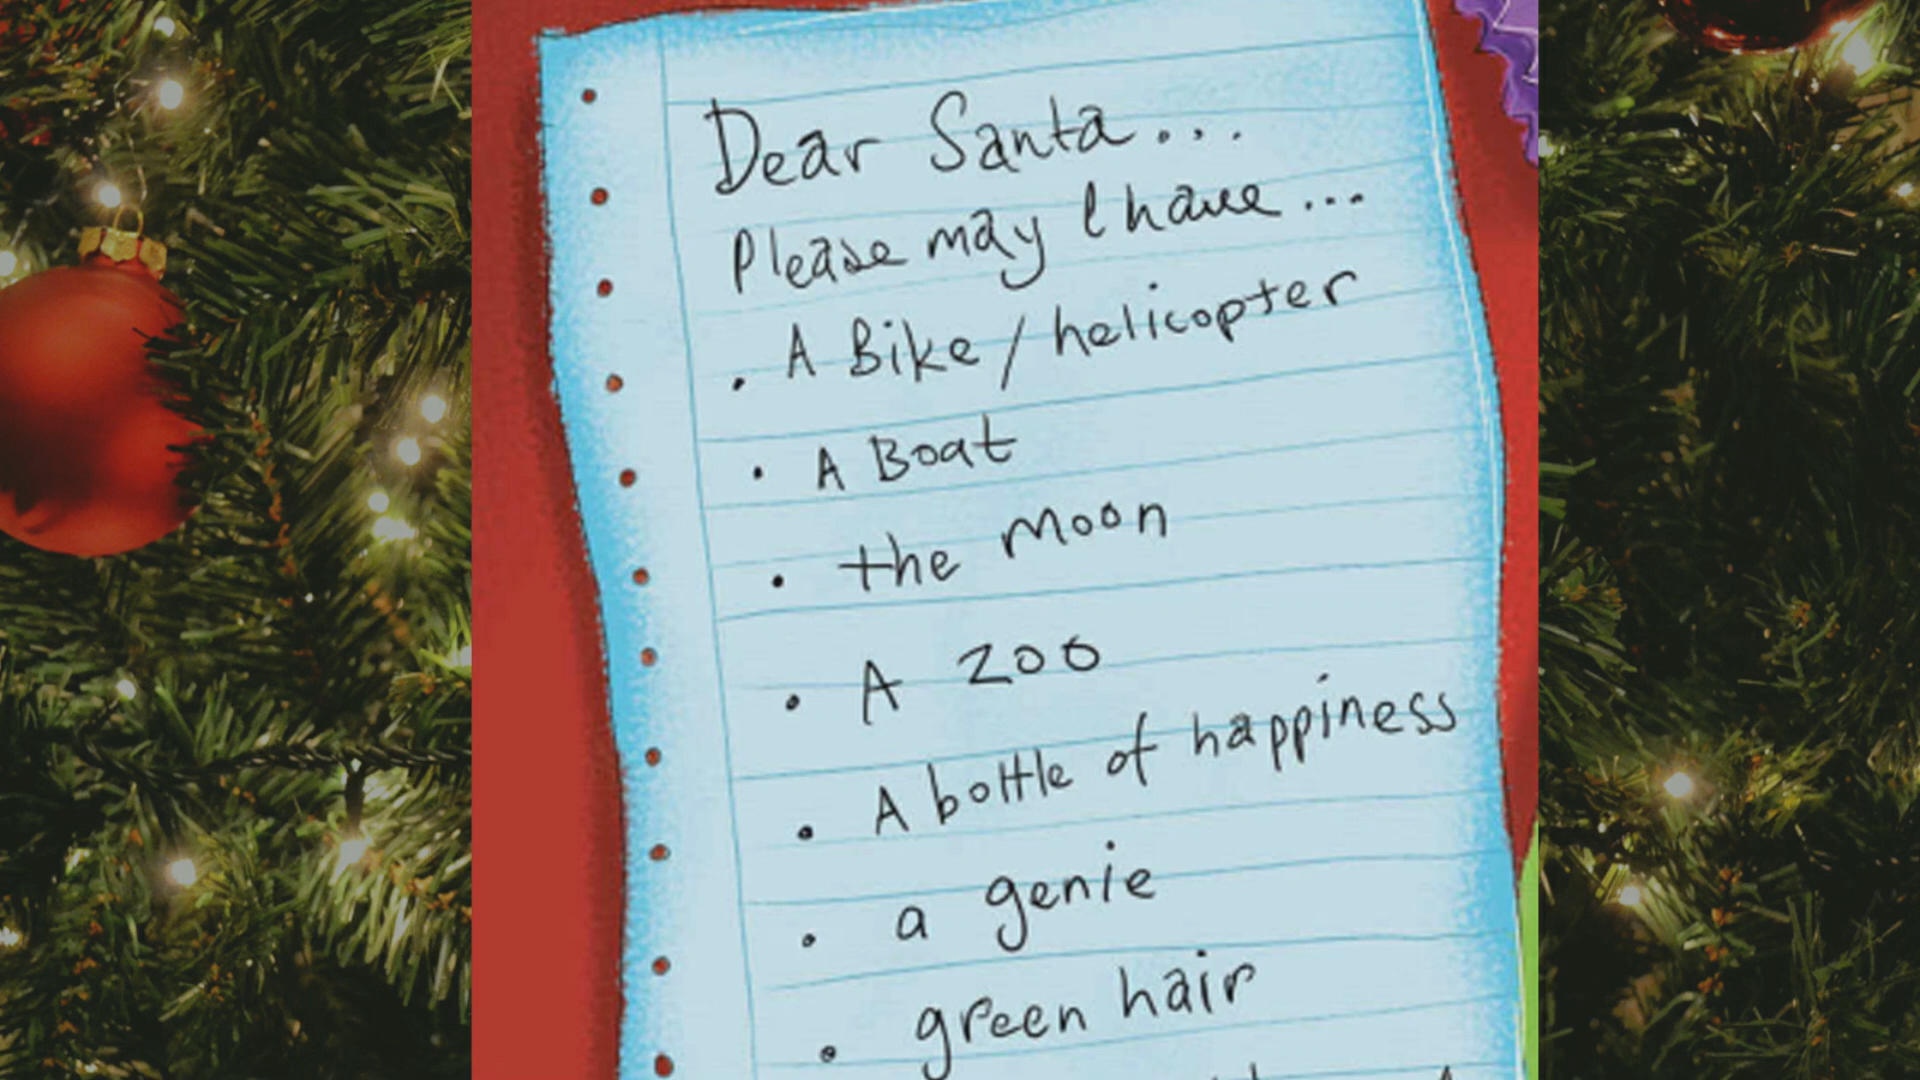 Dear Santa...
Please may I have...
• A Bike / helicopter
• A Boat
• the Moon
• A Zoo
• A bottle of happiness
• a genie
• green hair